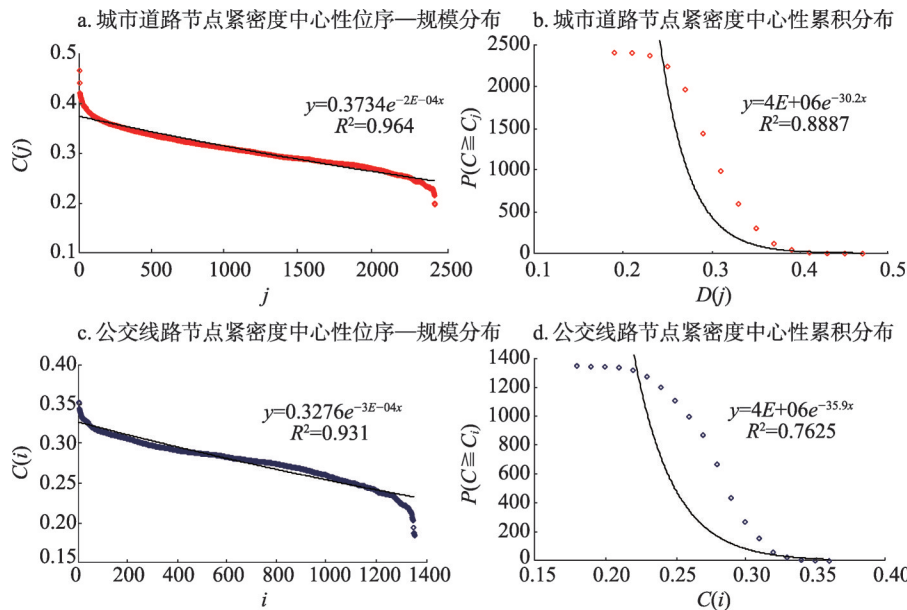 a. 城市道路节点紧密度中心性位序—规模分布
0.5
0.4
0.3
0.2
0.1
C(j)
y=0.3734e^{-2E-04x}
R²=0.964
0
500
1000
1500
2000
2500
j
b. 城市道路节点紧密度中心性累积分布
2500
2000
1500
1000
500
0
P(C≧C_j)
y=4E+06e^{-30.2x}
R²=0.8887
0.1
0.2
0.3
0.4
0.5
D(j)
c. 公交线路节点紧密度中心性位序—规模分布
0.40
0.35
0.30
0.25
0.20
0.15
C(i)
y=0.3276e^{-3E-04x}
R²=0.931
0
200
400
600
800
1000
1200
1400
i
d. 公交线路节点紧密度中心性累积分布
1400
1200
1000
800
600
400
200
0
P(C≧C_i)
y=4E+06e^{-35.9x}
R²=0.7625
0.15
0.20
0.25
0.30
0.35
0.40
C(i)